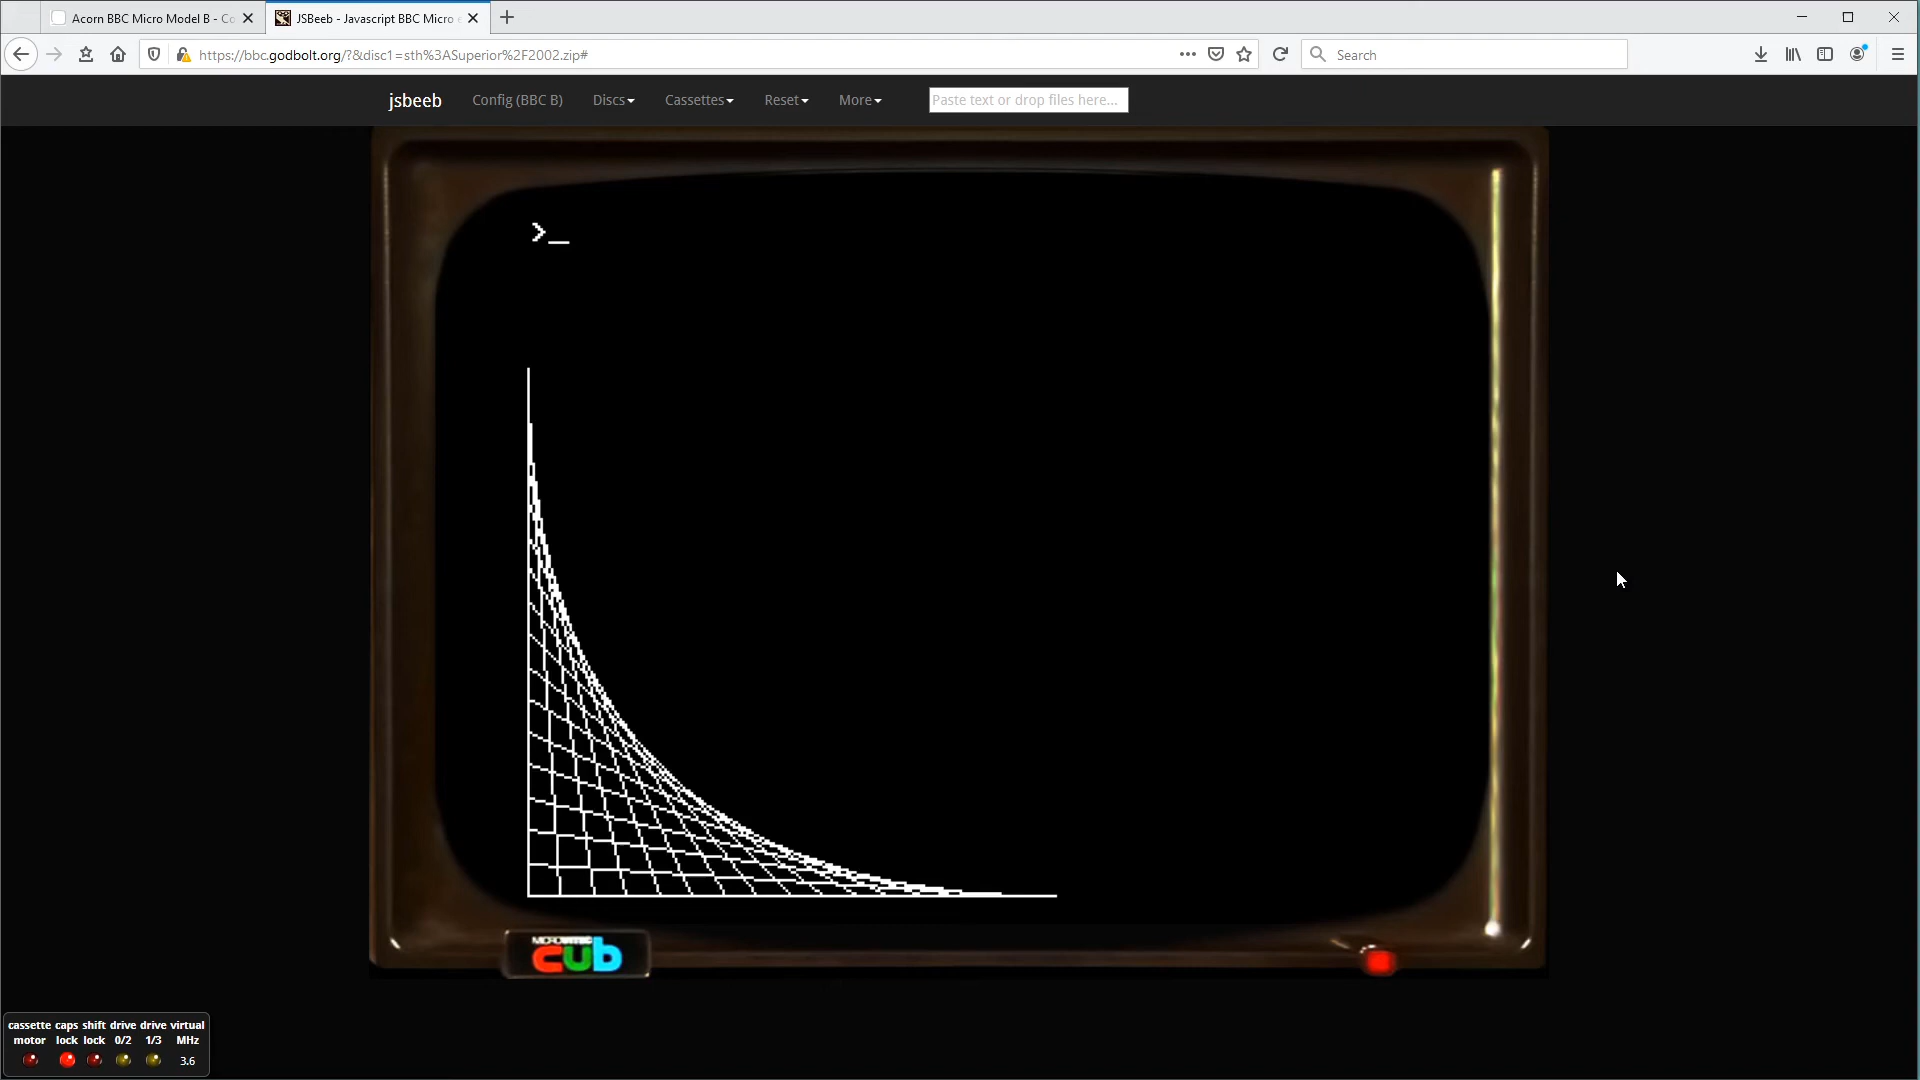 Acorn BBC Micro Model B - Co
JSBeeb - Javascript BBC Micro e
https://bbc.godbolt.org/?&disc1=sth%3ASuperior%2F2002.zip#
Search
jsbeeb
Config (BBC B)
Discs
Cassettes
Reset
More
Paste text or drop files here...
>_
MICROVITEC
cub
cassette caps shift drive drive virtual
motor lock lock 0/2 1/3 MHz
3.6